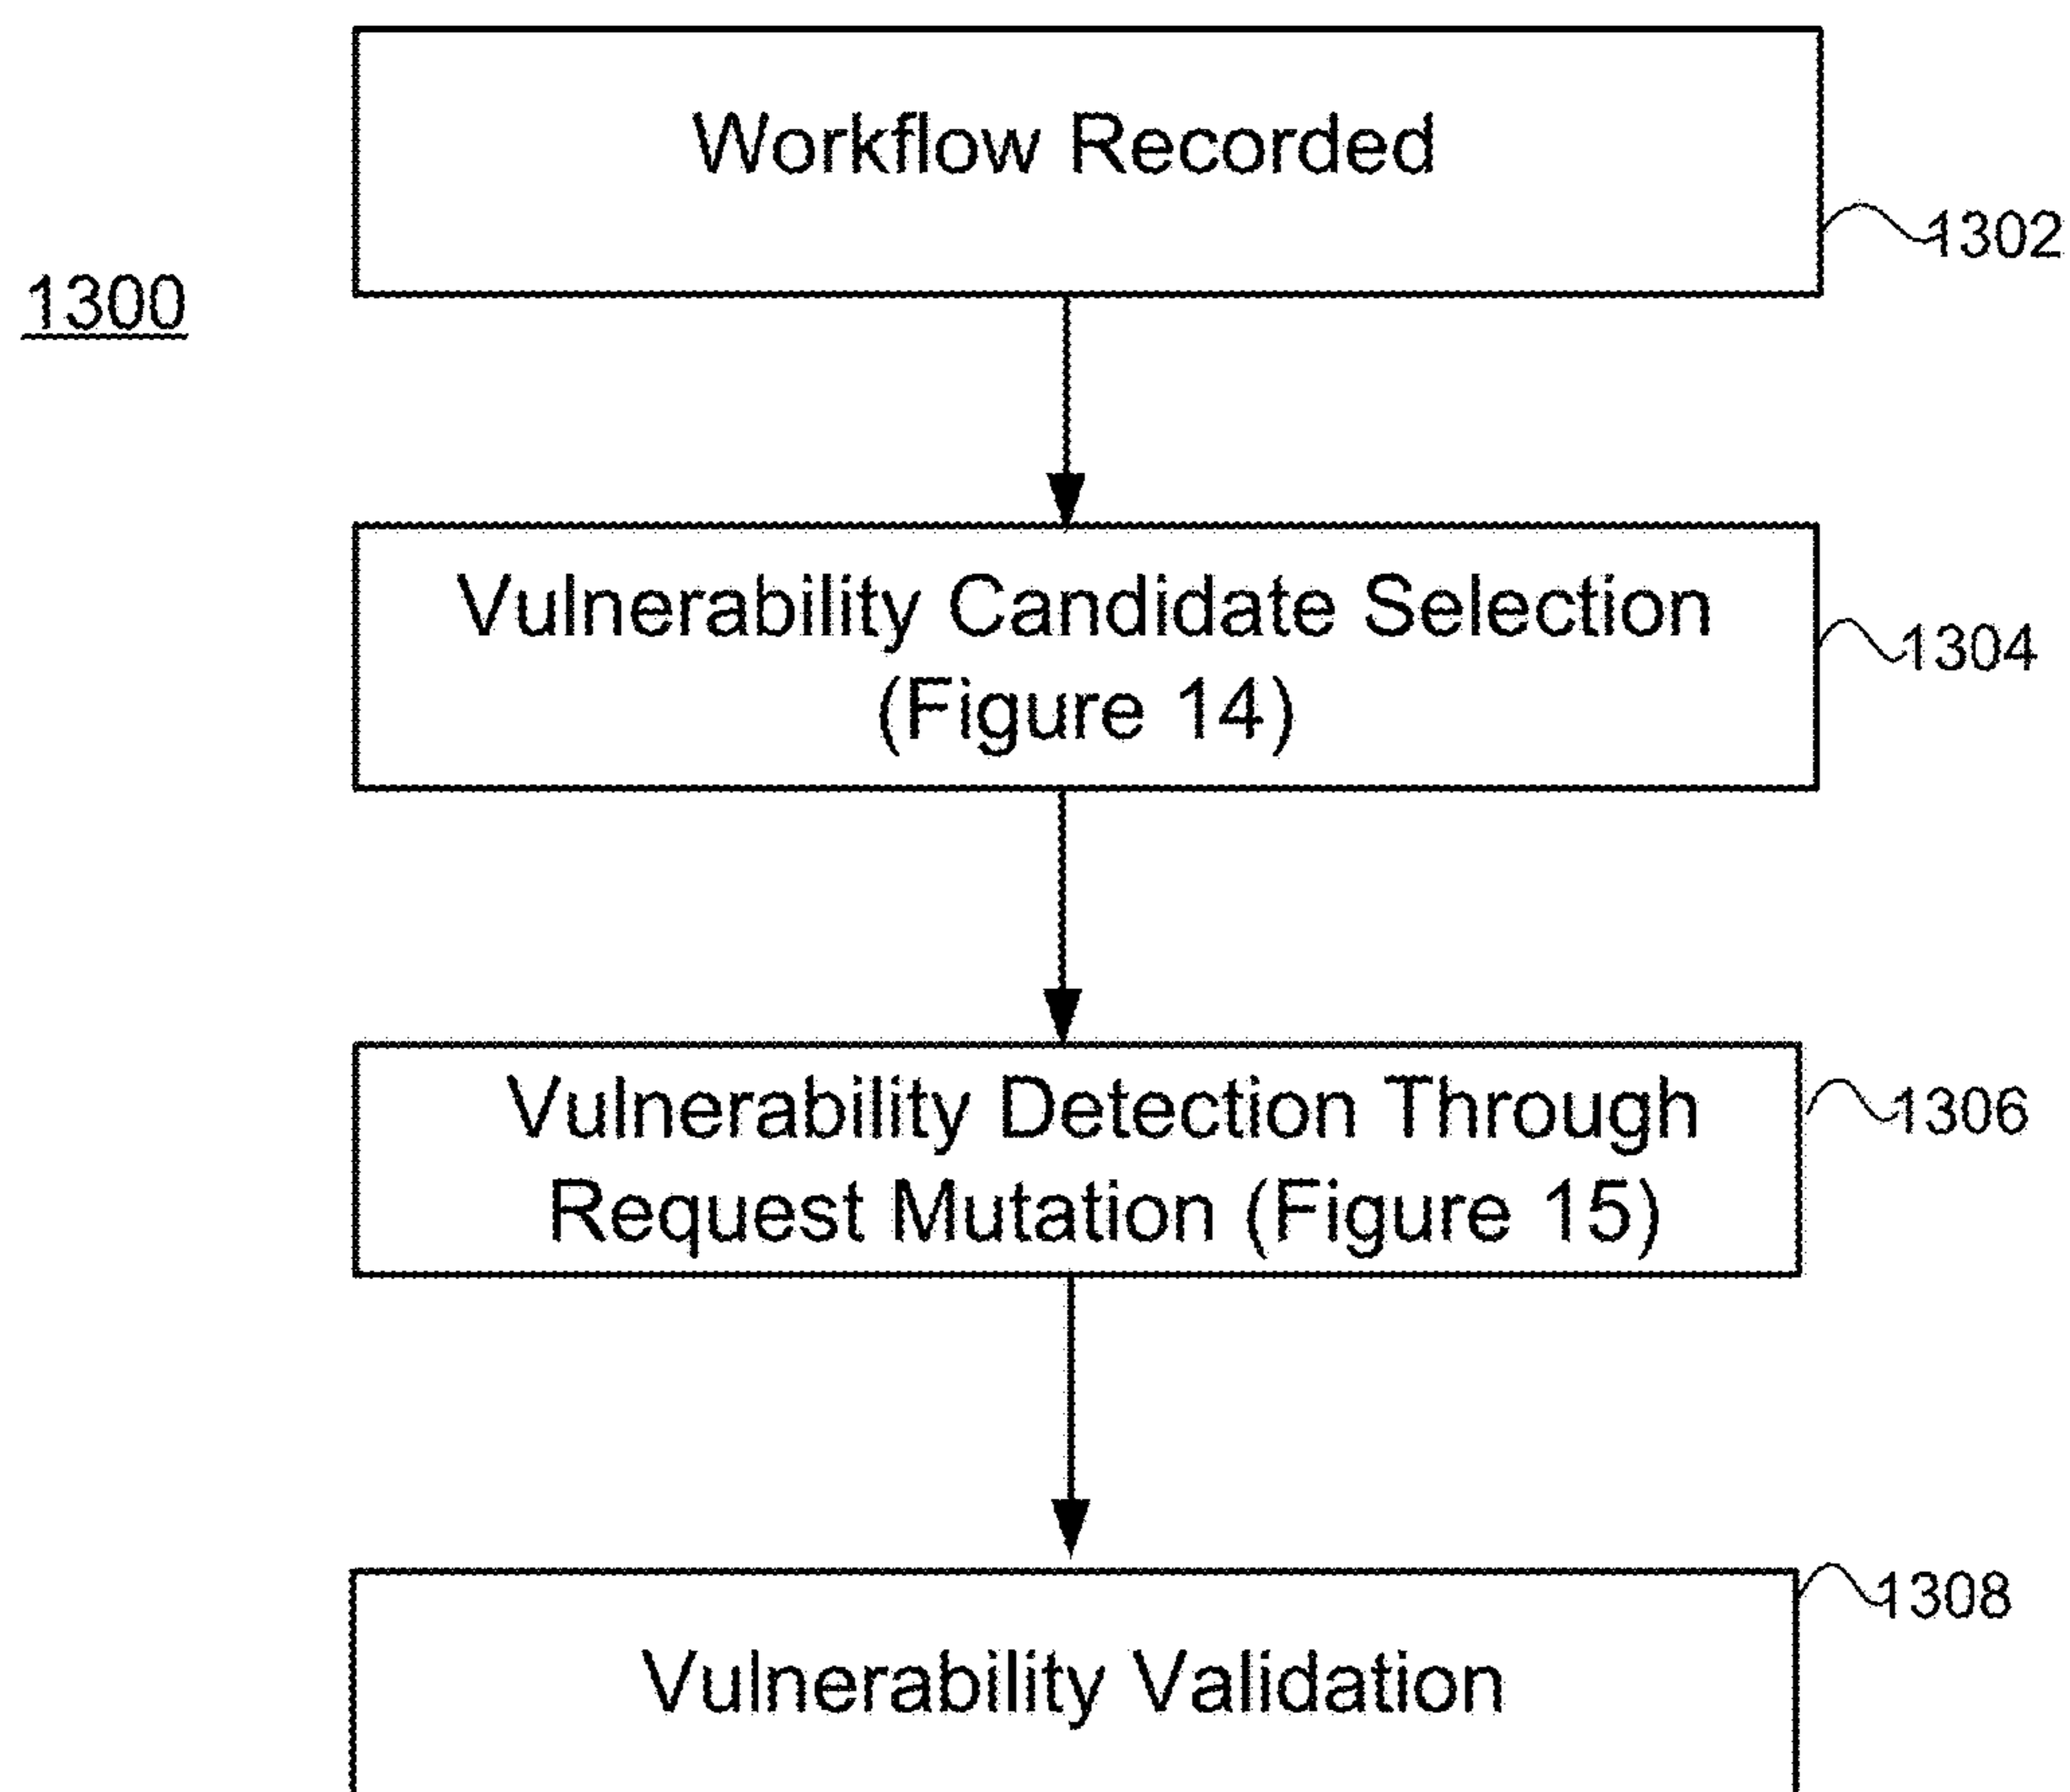 Workflow Recorded
1302
1300
Vulnerability Candidate Selection
(Figure 14)
1304
Vulnerability Detection Through
Request Mutation (Figure 15)
1306
1308
Vulnerability Validation